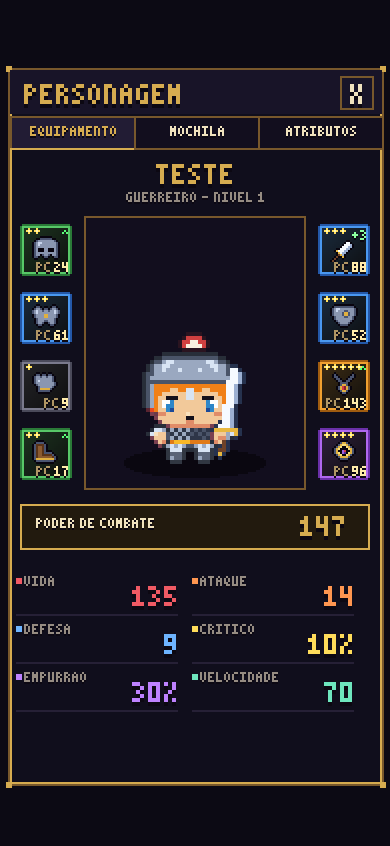 PERSONAGEM X
EQUIPAMENTO MOCHILA ATRIBUTOS
TESTE
GUERREIRO - NIVEL 1
PC24
+3
PC88
PC61
PC52
PC9
PC143
PC17
PC96
PODER DE COMBATE 147
VIDA 135
ATAQUE 14
DEFESA 9
CRITICO 10%
EMPURRAO 30%
VELOCIDADE 70